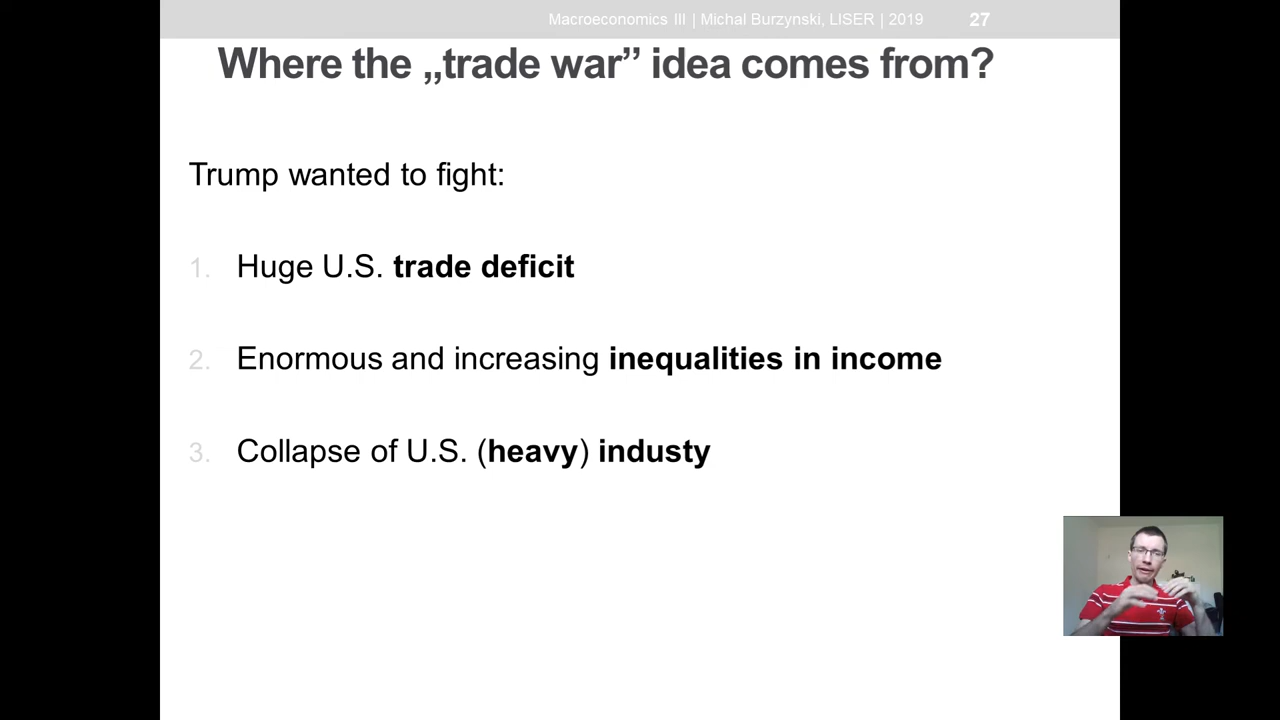 Macroeconomics III | Michal Burzynski, LISER | 2019 27
Where the „trade war” idea comes from?
Trump wanted to fight:
1. Huge U.S. trade deficit
2. Enormous and increasing inequalities in income
3. Collapse of U.S. (heavy) industy